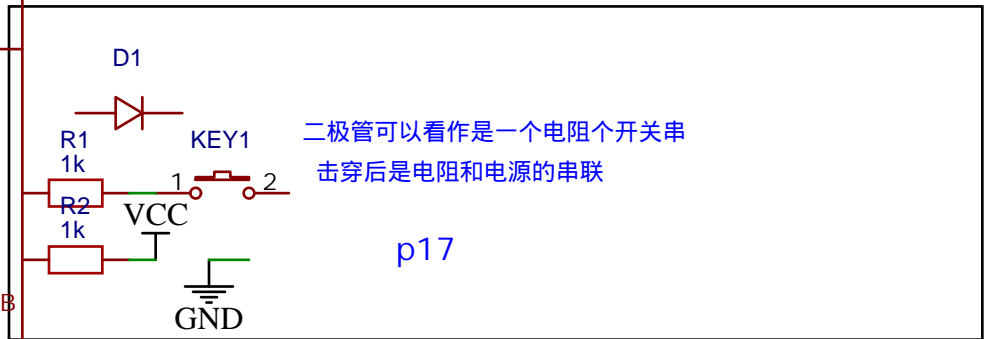 D1
二极管可以看作是一个电阻个开关串
R1
KEY1
1k
击穿后是电阻和电源的串联
1
2
R2
VCC
1k
p17
B
GND